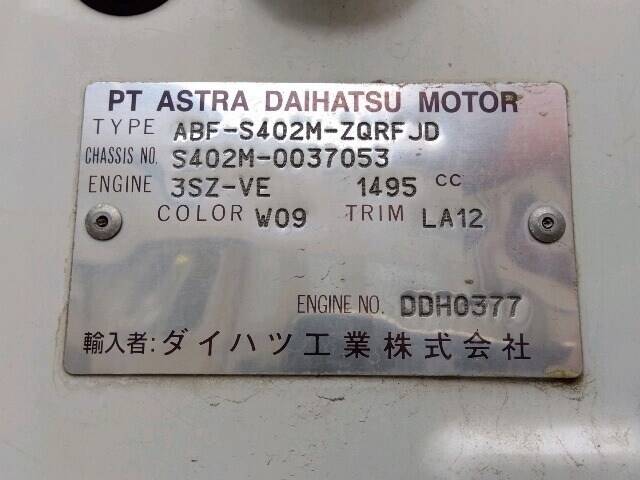 PT ASTRA DAIHATSU MOTOR
TYPE ABF-S402M-ZQRFJD
CHASSIS NO. S402M-0037053
ENGINE 3SZ-VE 1495 CC
COLOR W09 TRIM LA12
ENGINE NO. DDH0377
輸入者:ダイハツ工業株式会社